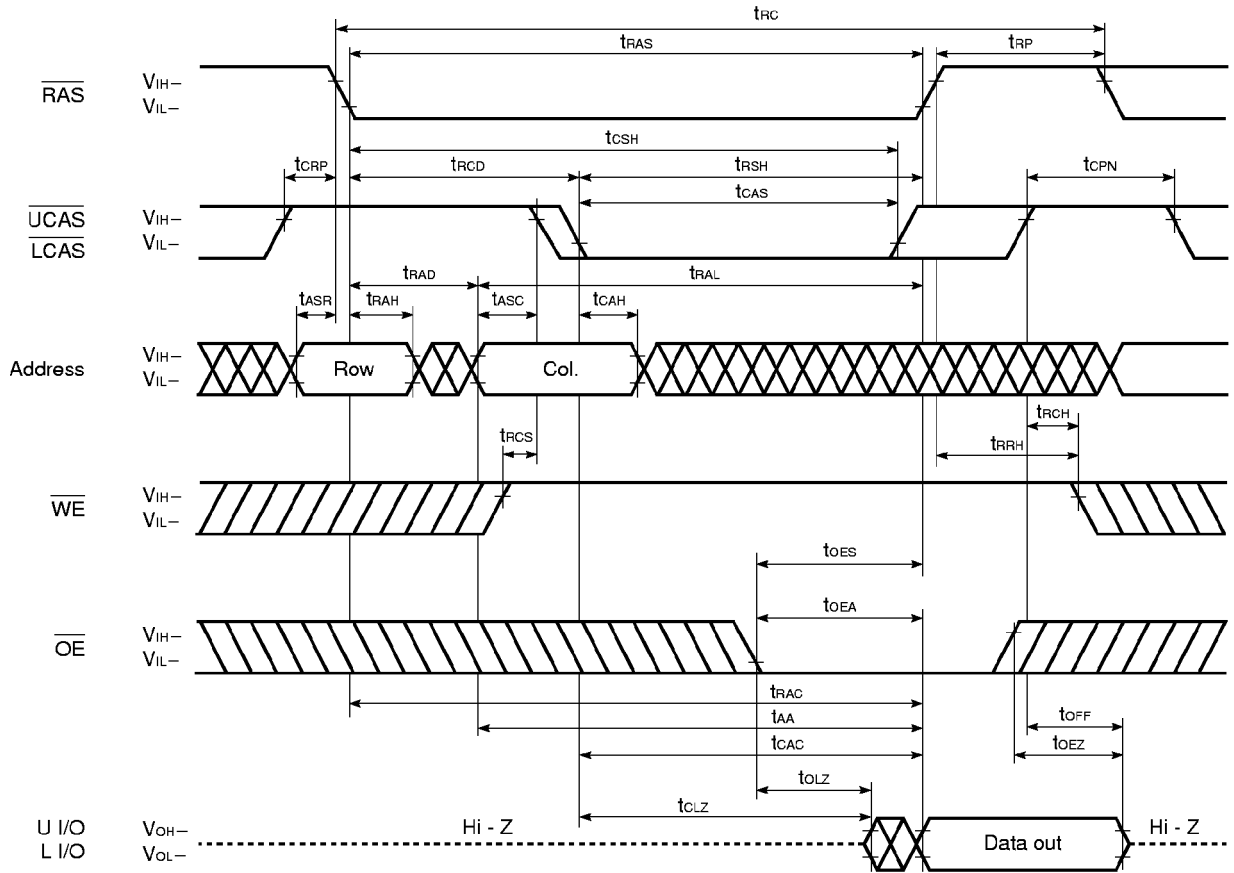 tRC
tRAS
tRP
RAS
VIH–
VIL–
tCSH
tCRP
tRCD
tRSH
tCPN
tCAS
UCAS
LCAS
VIH–
VIL–
tRAD
tRAL
tASR
tRAH
tASC
tCAH
Address
VIH–
VIL–
Row
Col.
tRCS
tRCH
tRRH
WE
VIH–
VIL–
tOES
tOEA
OE
VIH–
VIL–
tRAC
tAA
tOFF
tCAC
tOEZ
tOLZ
tCLZ
U I/O
L I/O
VOH–
VOL–
Hi - Z
Data out
Hi - Z